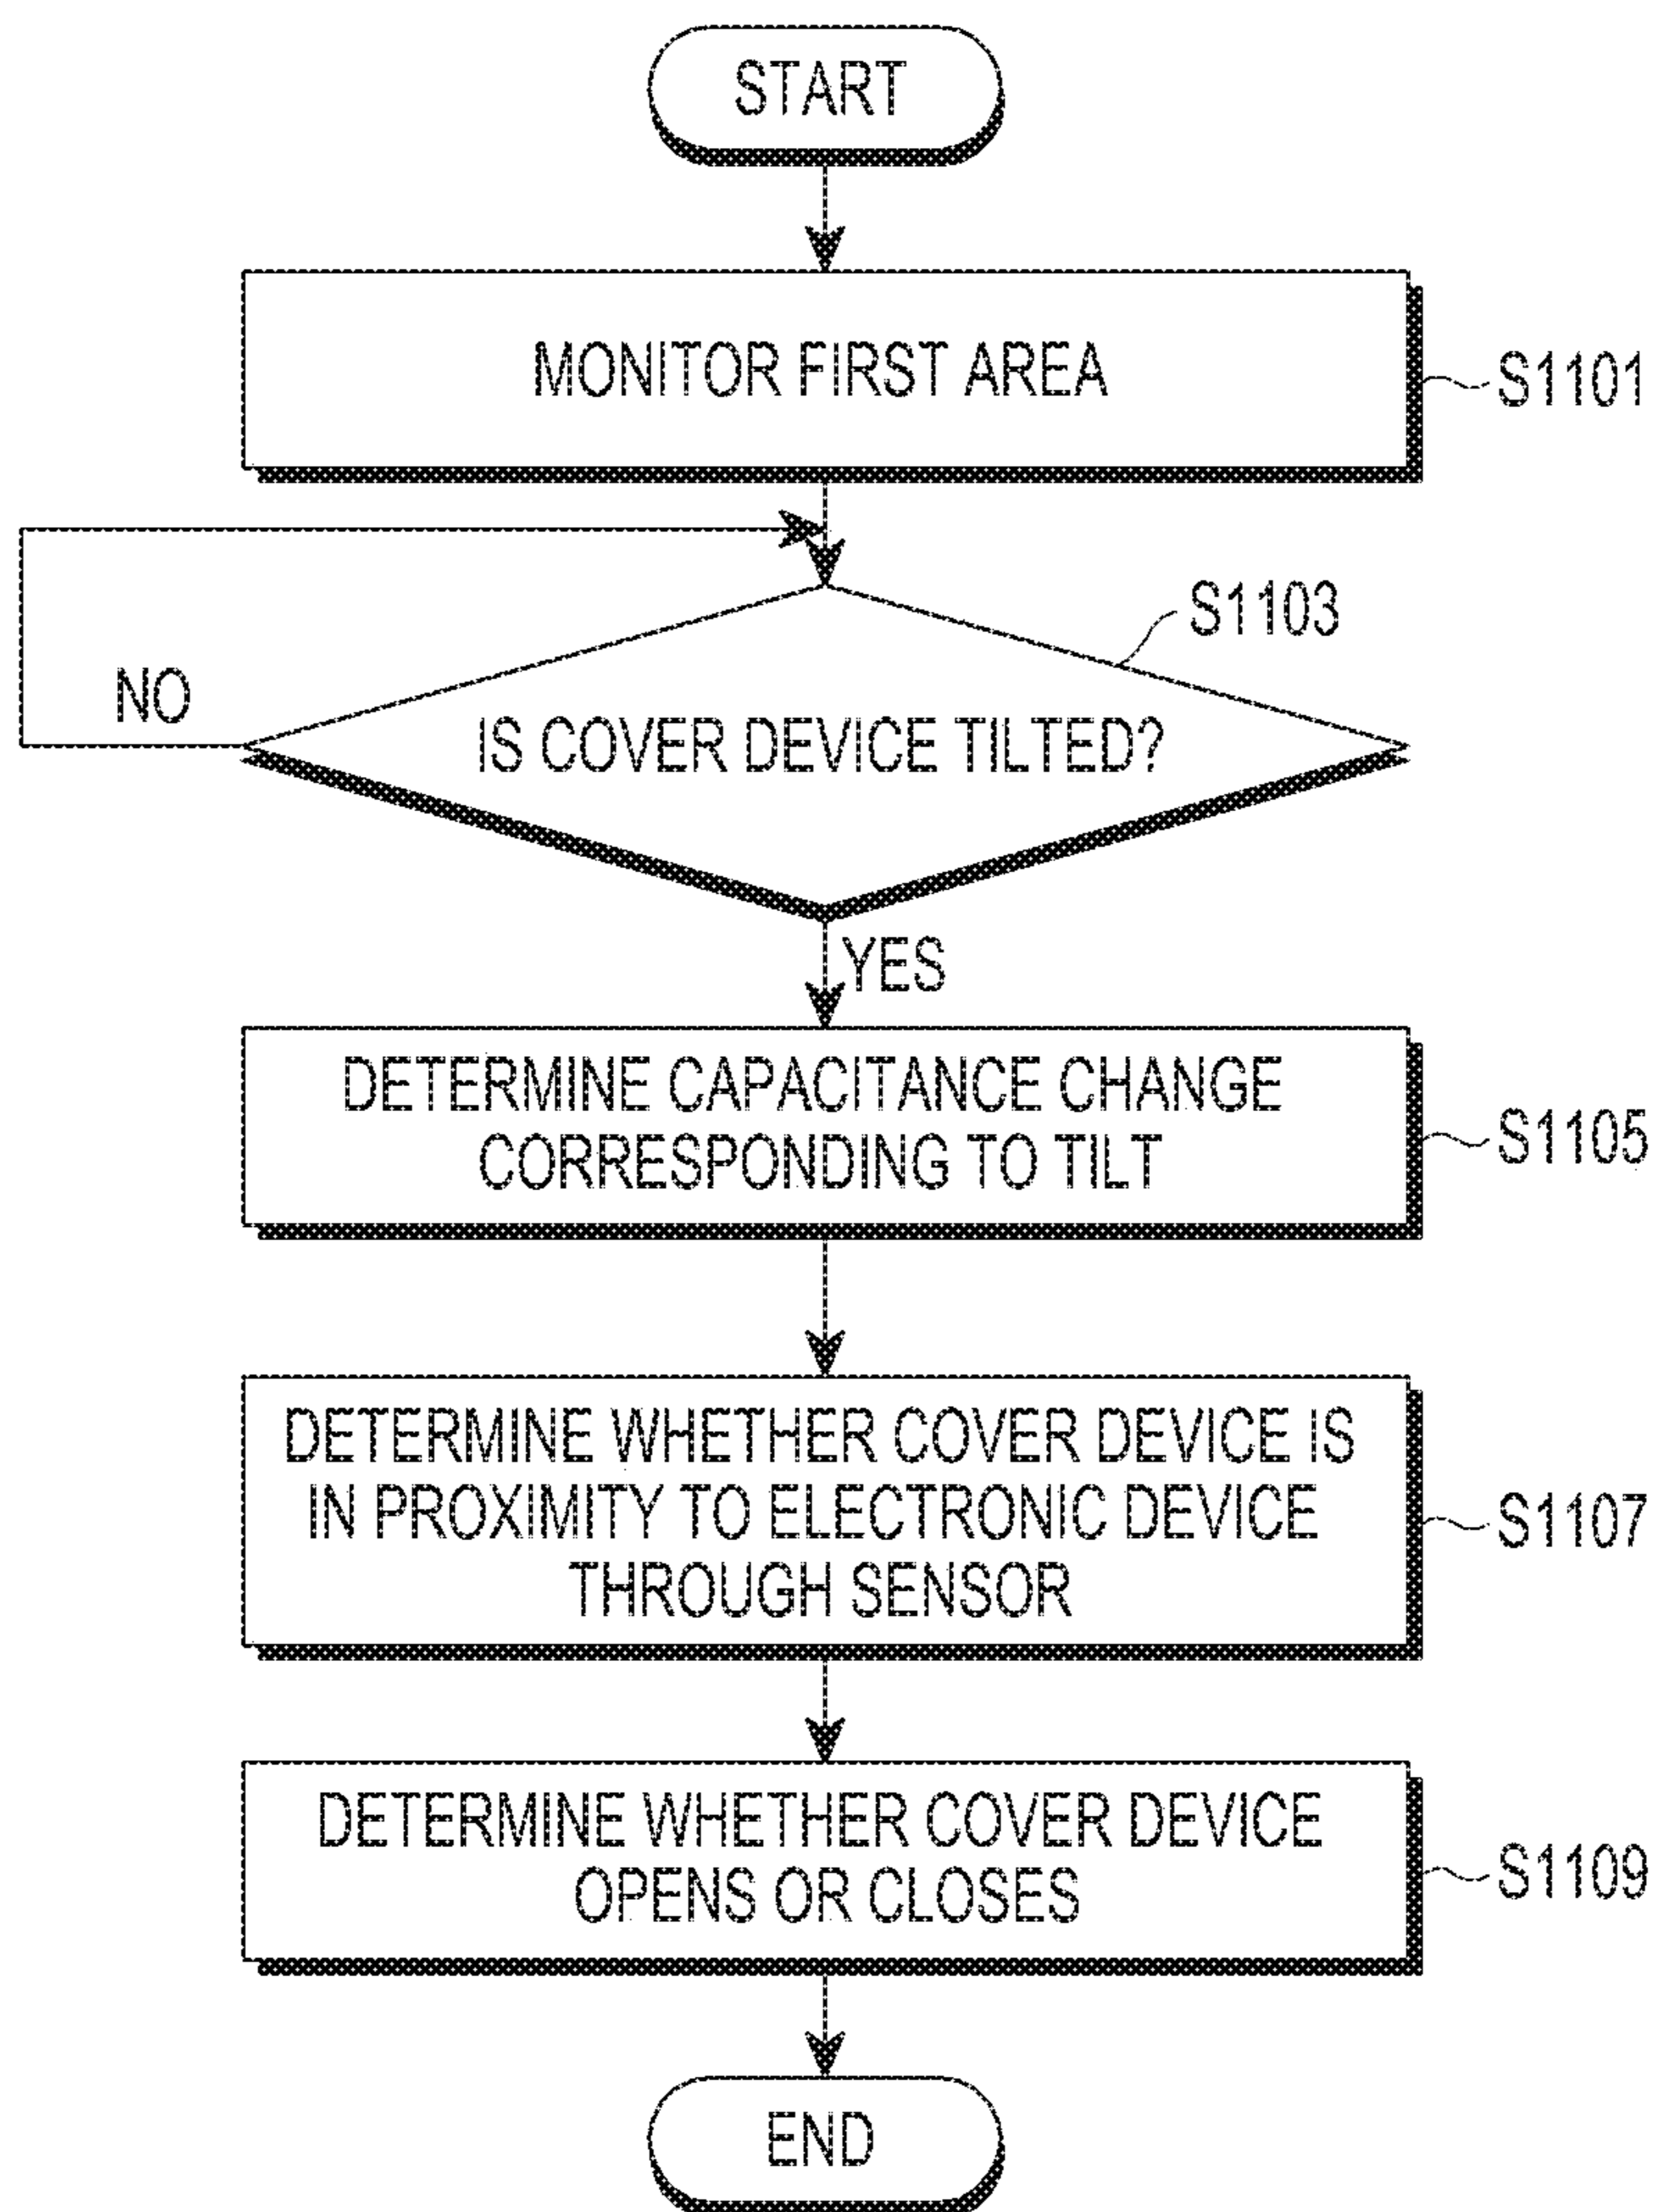 START
MONITOR FIRST AREA
S1101
S1103
NO
IS COVER DEVICE TILTED?
YES
DETERMINE CAPACITANCE CHANGE
CORRESPONDING TO TILT
S1105
DETERMINE WHETHER COVER DEVICE IS
IN PROXIMITY TO ELECTRONIC DEVICE
THROUGH SENSOR
S1107
DETERMINE WHETHER COVER DEVICE
OPENS OR CLOSES
S1109
END